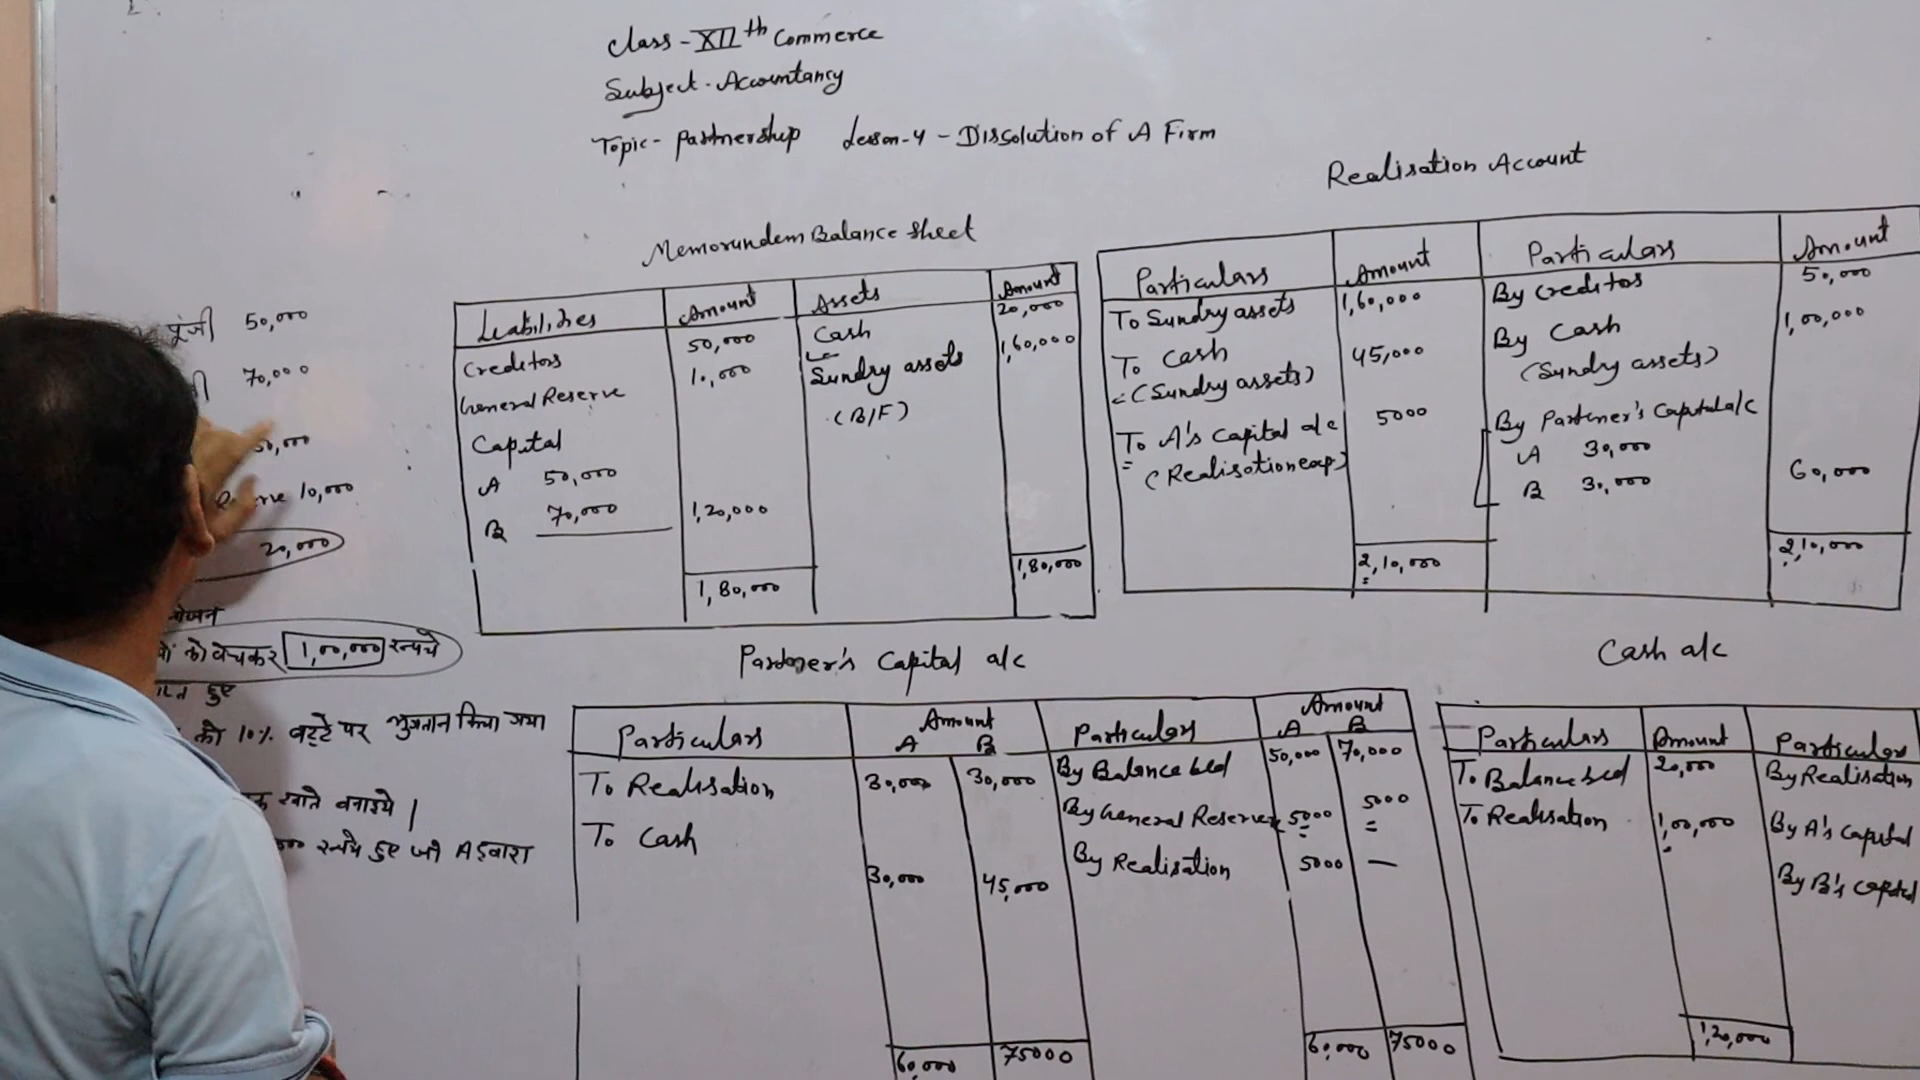 Class - XII th Commerce
Subject - Accountancy
Topic - Partnership Lesson-4 - Dissolution of A Firm
पूंजी 50,000
70,000
Reserve 10,000
20,000
को बेचकर 1,00,000 रुपये
हुए
को 10% बट्टे पर भुगतान किया गया
खाते बनाइये |
रुपये हुए जो A द्वारा
Memorundem Balance Sheet
Liabilities Amount Assets Amount
Creditors 50,000 Cash 20,000
General Reserve 10,000 Sundry assets 1,60,000
(B/F)
Capital
A 50,000
B 70,000 1,20,000
1,80,000 1,80,000
Realisation Account
Particulars Amount Particulars Amount
To Sundry assets 1,60,000 By Creditos 50,000
To Cash 45,000 By Cash 1,00,000
(Sundry assets) (Sundry assets)
To A's Capital a/c 5000 By Partener's Capital a/c
(Realisation exp) A 30,000
B 30,000 60,000
2,10,000 2,10,000
Partner's Capital a/c
Particulars Amount Particulars Amount
A B A B
To Realisation 30,000 30,000 By Balance b/d 50,000 70,000
To Cash 30,000 45,000 By General Reserve 5000 5000
By Realisation 5000 —
60,000 75000 60,000 75000
Cash a/c
Particulars Amount Particulars
To Balance b/d 20,000 By Realisation
To Realisation 1,00,000 By A's Capital
By B's Capital
1,20,000